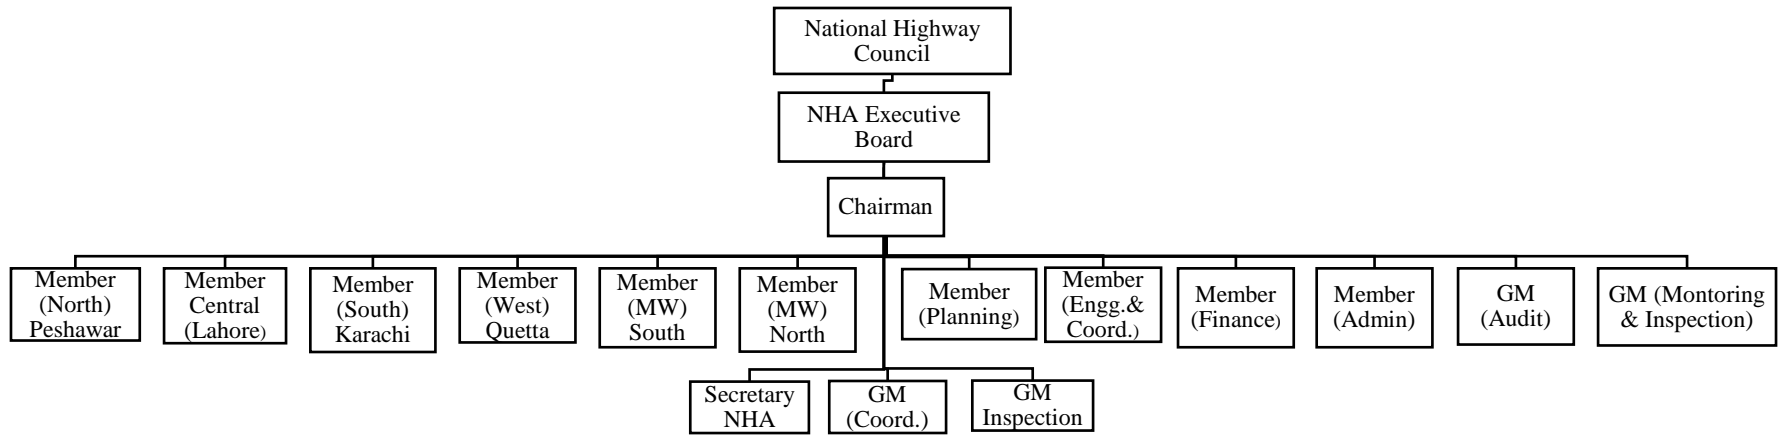 National Highway
Council
NHA Executive
Board
Chairman
Member
(North)
Peshawar
Member
Central
(Lahore)
Member
(South)
Karachi
Member
(West)
Quetta
Member
(MW)
South
Member
(MW)
North
Member
(Planning)
Member
(Engg.&
Coord.)
Member
(Finance)
Member
(Admin)
GM
(Audit)
GM (Montoring
& Inspection)
Secretary
NHA
GM
(Coord.)
GM
Inspection